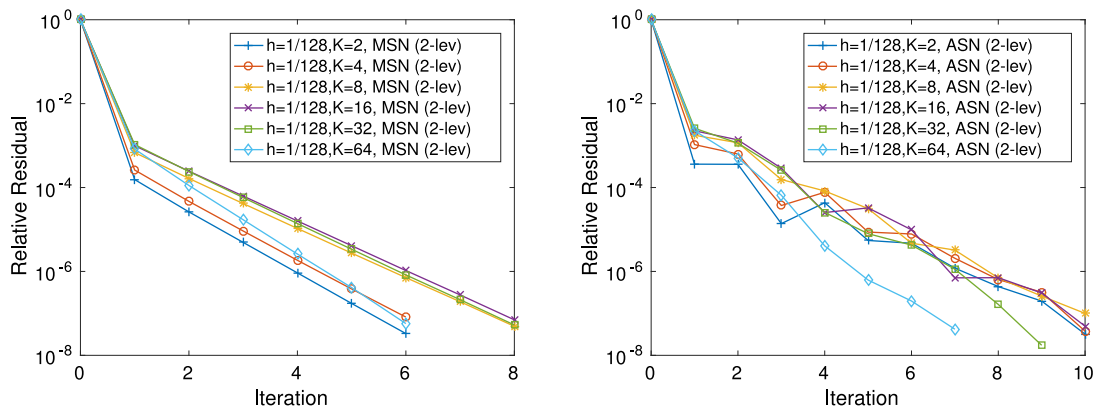 10^0
10^-2
10^-4
10^-6
10^-8
Relative Residual
0
2
4
6
8
Iteration
h=1/128,K=2, MSN (2-lev)
h=1/128,K=4, MSN (2-lev)
h=1/128,K=8, MSN (2-lev)
h=1/128,K=16, MSN (2-lev)
h=1/128,K=32, MSN (2-lev)
h=1/128,K=64, MSN (2-lev)
10^0
10^-2
10^-4
10^-6
10^-8
Relative Residual
0
2
4
6
8
10
Iteration
h=1/128,K=2, ASN (2-lev)
h=1/128,K=4, ASN (2-lev)
h=1/128,K=8, ASN (2-lev)
h=1/128,K=16, ASN (2-lev)
h=1/128,K=32, ASN (2-lev)
h=1/128,K=64, ASN (2-lev)